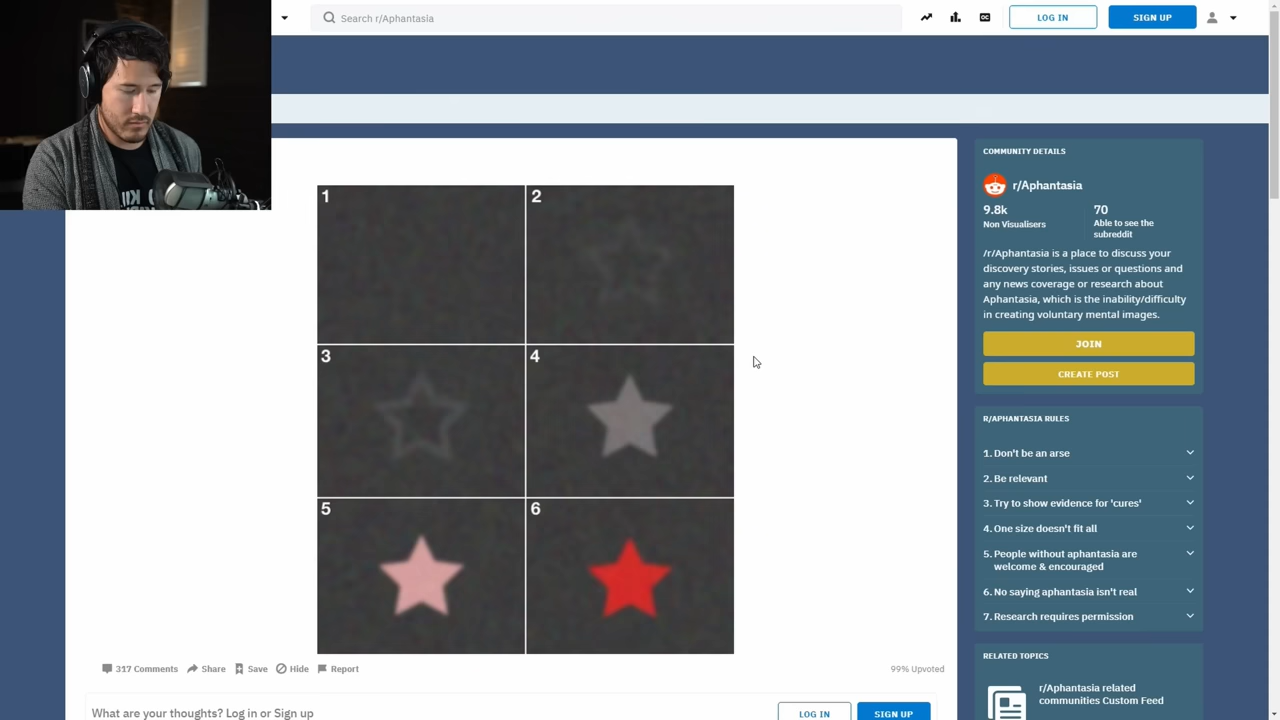 Search r/Aphantasia
LOG IN
SIGN UP
1
2
3
4
5
6
317 Comments
Share
Save
Hide
Report
99% Upvoted
What are your thoughts? Log in or Sign up
LOG IN
SIGN UP
COMMUNITY DETAILS
r/Aphantasia
9.8k
Non Visualisers
70
Able to see the
subreddit
/r/Aphantasia is a place to discuss your
discovery stories, issues or questions and
any news coverage or research about
Aphantasia, which is the inability/difficulty
in creating voluntary mental images.
JOIN
CREATE POST
R/APHANTASIA RULES
1. Don't be an arse
2. Be relevant
3. Try to show evidence for 'cures'
4. One size doesn't fit all
5. People without aphantasia are
welcome & encouraged
6. No saying aphantasia isn't real
7. Research requires permission
RELATED TOPICS
r/Aphantasia related
communities Custom Feed